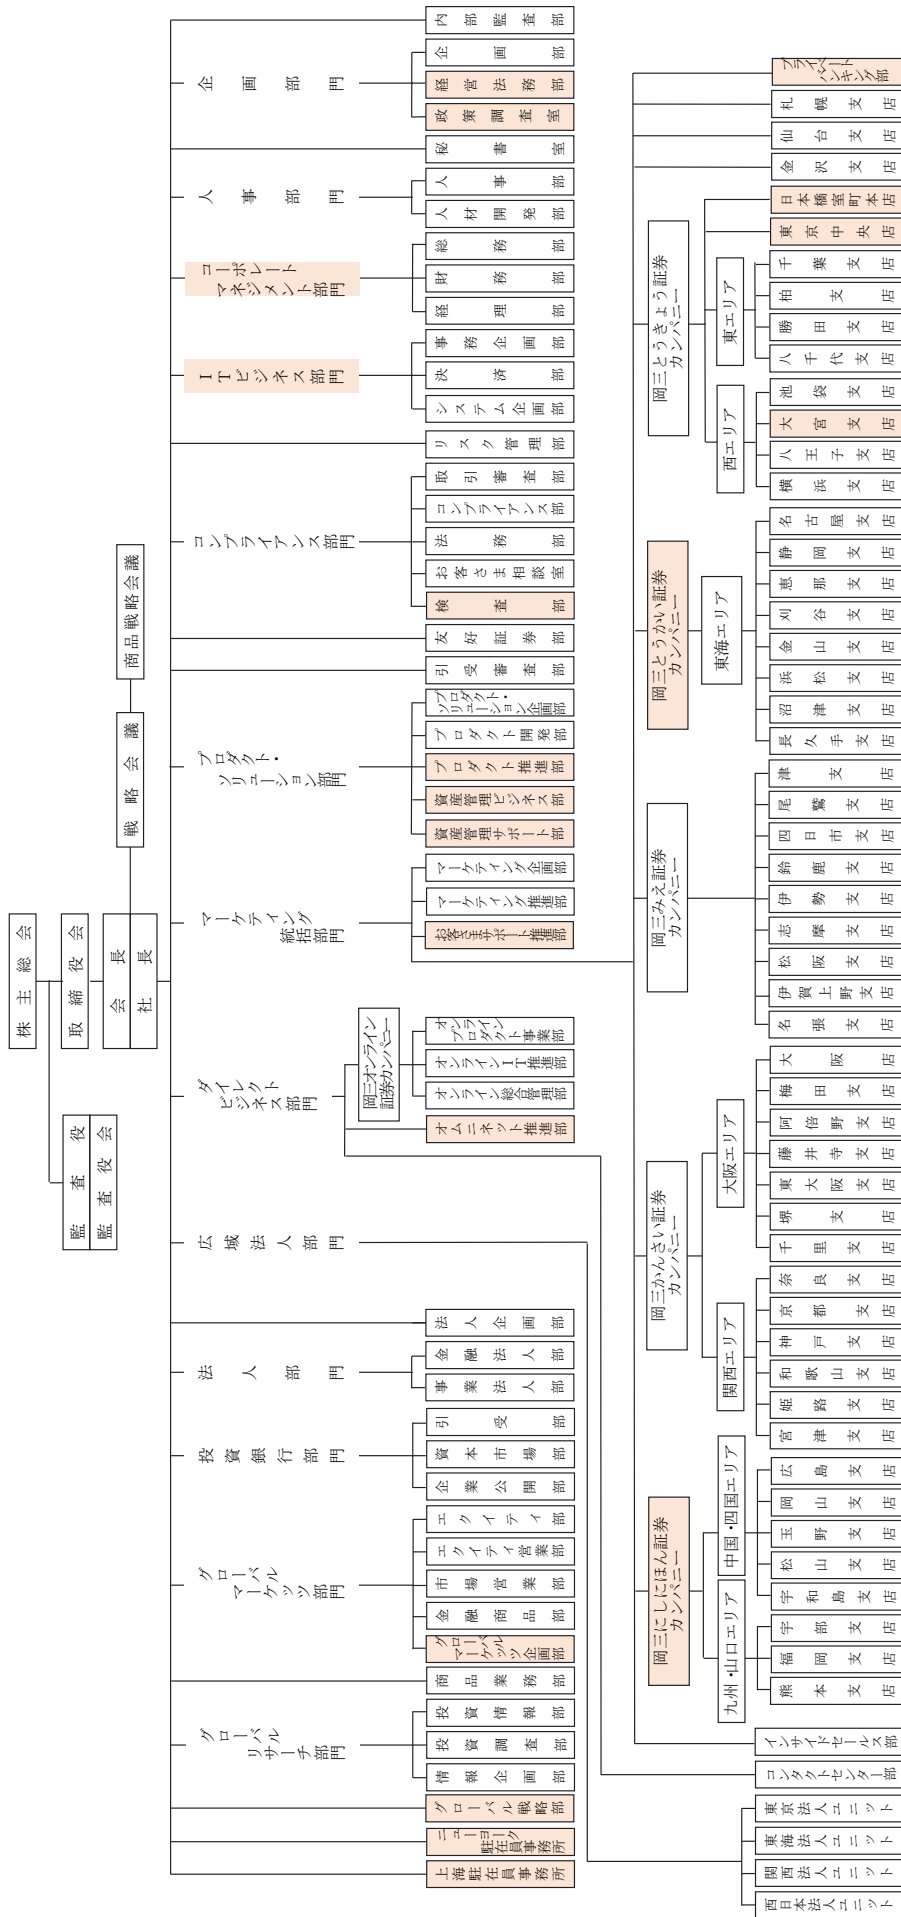 株主総会
取締役会
会長
社長
監査役
監査役会
戦略会議
商品戦略会議
内部監査部
企画部門
企画部
経営法務部
政策調査室
秘書室
人事部門
人事部
人材開発部
コーポレート
マネジメント部門
総務部
財務部
経理部
ITビジネス部門
事務企画部
決済部
システム企画部
リスク管理部
コンプライアンス部門
取引審査部
コンプライアンス部
法務部
お客さま相談室
検査部
友好証券部
引受審査部
プロダクト・
ソリューション部門
プロダクト・
ソリューション企画部
プロダクト開発部
プロダクト推進部
資産管理ビジネス部
資産管理サポート部
マーケティング
統括部門
マーケティング企画部
マーケティング推進部
お客さまサポート推進部
ダイレクト
ビジネス部門
岡三オンライン
証券カンパニー
オンライン
プロダクト事業部
オンラインIT推進部
オンライン総合管理部
オムニネット推進部
広域法人部門
法人企画部
法人部門
金融法人部
事業法人部
投資銀行部門
引受部
資本市場部
企業公開部
グローバル
マーケッツ部門
エクイティ部
エクイティ営業部
市場営業部
金融商品部
グローバル
マーケッツ企画部
商品業務部
グローバル
リサーチ部門
投資情報部
投資調査部
情報企画部
グローバル戦略部
ニューヨーク
駐在員事務所
上海駐在員事務所
プライベート
バンキング部
札幌支店
仙台支店
金沢支店
岡三とうきょう証券
カンパニー
日本橋室町本店
東京中央店
東エリア
千葉支店
柏支店
勝田支店
八千代支店
西エリア
池袋支店
大宮支店
八王子支店
横浜支店
岡三とうかい証券
カンパニー
東海エリア
名古屋支店
静岡支店
恵那支店
刈谷支店
金山支店
浜松支店
沼津支店
長久手支店
岡三みえ証券
カンパニー
津支店
尾鷲支店
四日市支店
鈴鹿支店
伊勢支店
志摩支店
松阪支店
伊賀上野支店
名張支店
岡三かんさい証券
カンパニー
大阪エリア
大阪店
梅田支店
阿倍野支店
藤井寺支店
東大阪支店
堺支店
千里支店
関西エリア
奈良支店
京都支店
神戸支店
和歌山支店
姫路支店
宮津支店
岡三にしにほん証券
カンパニー
中国・四国エリア
広島支店
岡山支店
玉野支店
松山支店
宇和島支店
九州・山口エリア
宇部支店
福岡支店
熊本支店
インサイドセールス部
コンタクトセンター部
東京法人ユニット
東海法人ユニット
関西法人ユニット
西日本法人ユニット